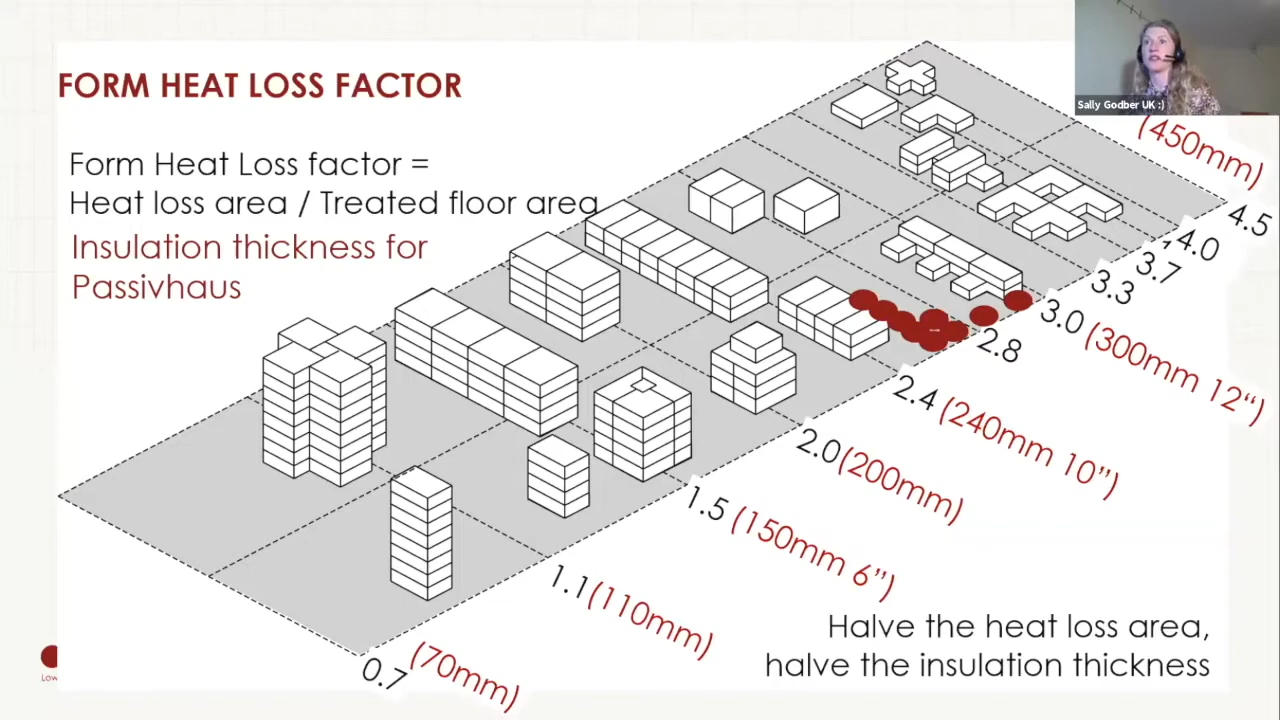 FORM HEAT LOSS FACTOR
Form Heat Loss factor =
Heat loss area / Treated floor area
Insulation thickness for
Passivhaus
Sally Godber UK :)
(450mm)
4.5
4.0
3.7
3.3
3.0 (300mm 12“)
2.8
2.4 (240mm 10”)
2.0(200mm)
1.5 (150mm 6”)
1.1(110mm)
0.7 (70mm)
Halve the heat loss area,
halve the insulation thickness
Low